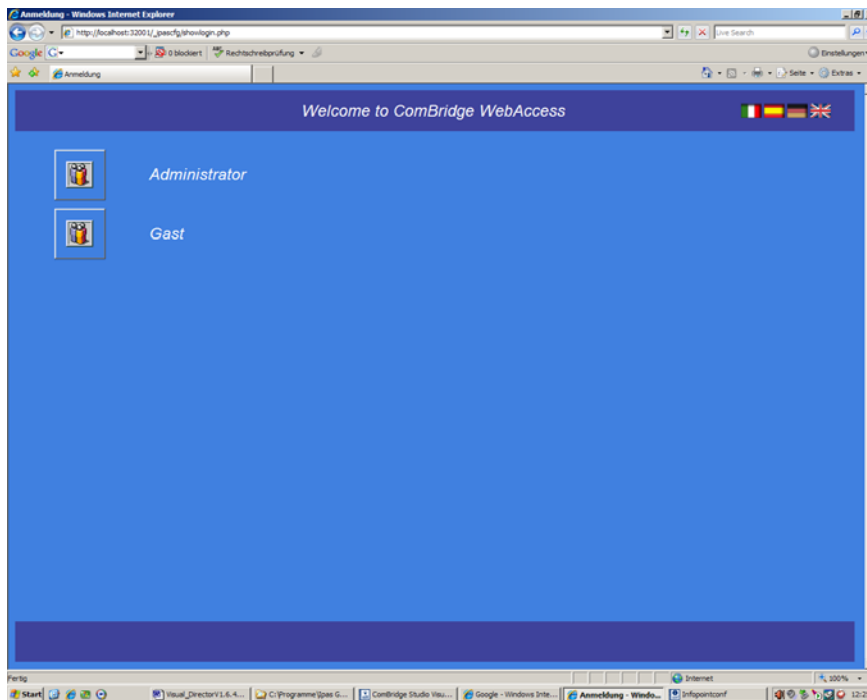 Anmeldung - Windows Internet Explorer
http://localhost:32001/_ipascfg/showlogin.php
Live Search
Google
G
0 blockiert
Rechtschreibprüfung
Einstellungen
Anmeldung
Seite
Extras
Welcome to ComBridge WebAccess
Administrator
Gast
Fertig
Internet
100%
Start
Visual_DirectorV1.6.4...
C:\Programme\Ipas G...
ComBridge Studio Visu...
Google - Windows Inte...
Anmeldung - Windo...
Infopointconf